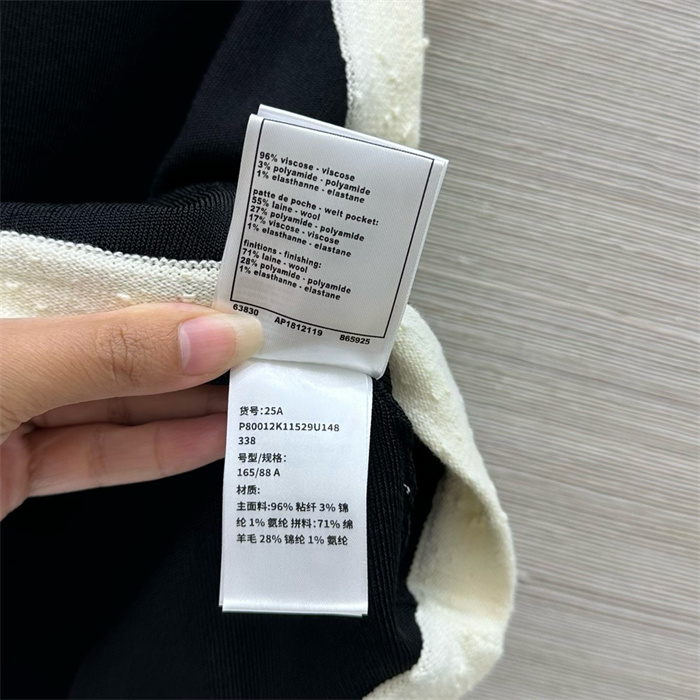 96% viscose - viscose
3% polyamide - polyamide
1% elasthanne - elastane
patte de poche - welt pocket:
55% laine - wool
27% polyamide - polyamide
17% viscose - viscose
1% elasthanne - elastane
finitions - finishing:
71% laine - wool
28% polyamide - polyamide
1% elasthanne - elastane
63830 AP1812119 865925
货号:25A
P80012K11529U148
338
号型/规格:
165/88 A
材质:
主面料:96% 粘纤 3% 锦
纶 1% 氨纶 拼料:71% 绵
羊毛 28% 锦纶 1% 氨纶